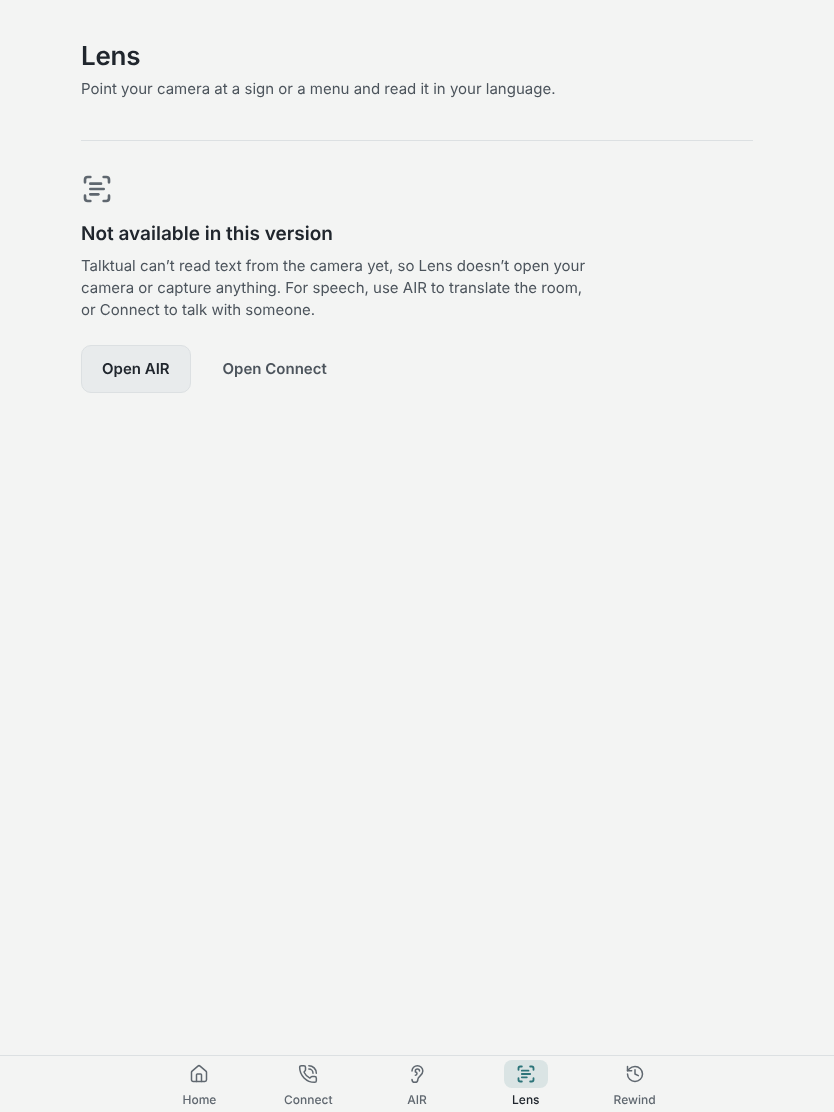 Lens
Point your camera at a sign or a menu and read it in your language.
Not available in this version
Talktual can’t read text from the camera yet, so Lens doesn’t open your
camera or capture anything. For speech, use AIR to translate the room,
or Connect to talk with someone.
Open AIR
Open Connect
Home
Connect
AIR
Lens
Rewind